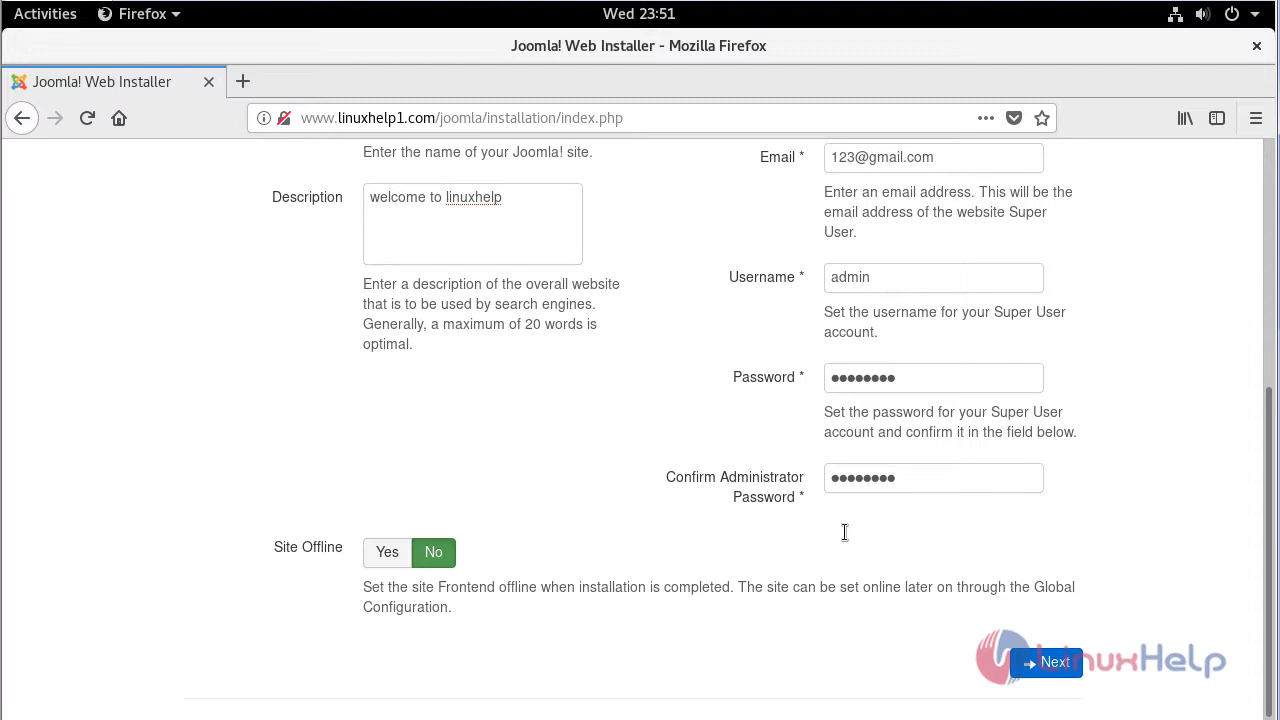 Activities Firefox Wed 23:51
Joomla! Web Installer - Mozilla Firefox
Joomla! Web Installer
www.linuxhelp1.com/joomla/installation/index.php
Enter the name of your Joomla! site.
Description
welcome to linuxhelp
Enter a description of the overall website
that is to be used by search engines.
Generally, a maximum of 20 words is
optimal.
Email *
123@gmail.com
Enter an email address. This will be the
email address of the website Super
User.
Username *
admin
Set the username for your Super User
account.
Password *
●●●●●●●●
Set the password for your Super User
account and confirm it in the field below.
Confirm Administrator
Password *
●●●●●●●●
Site Offline
Yes No
Set the site Frontend offline when installation is completed. The site can be set online later on through the Global
Configuration.
Next
LinuxHelp